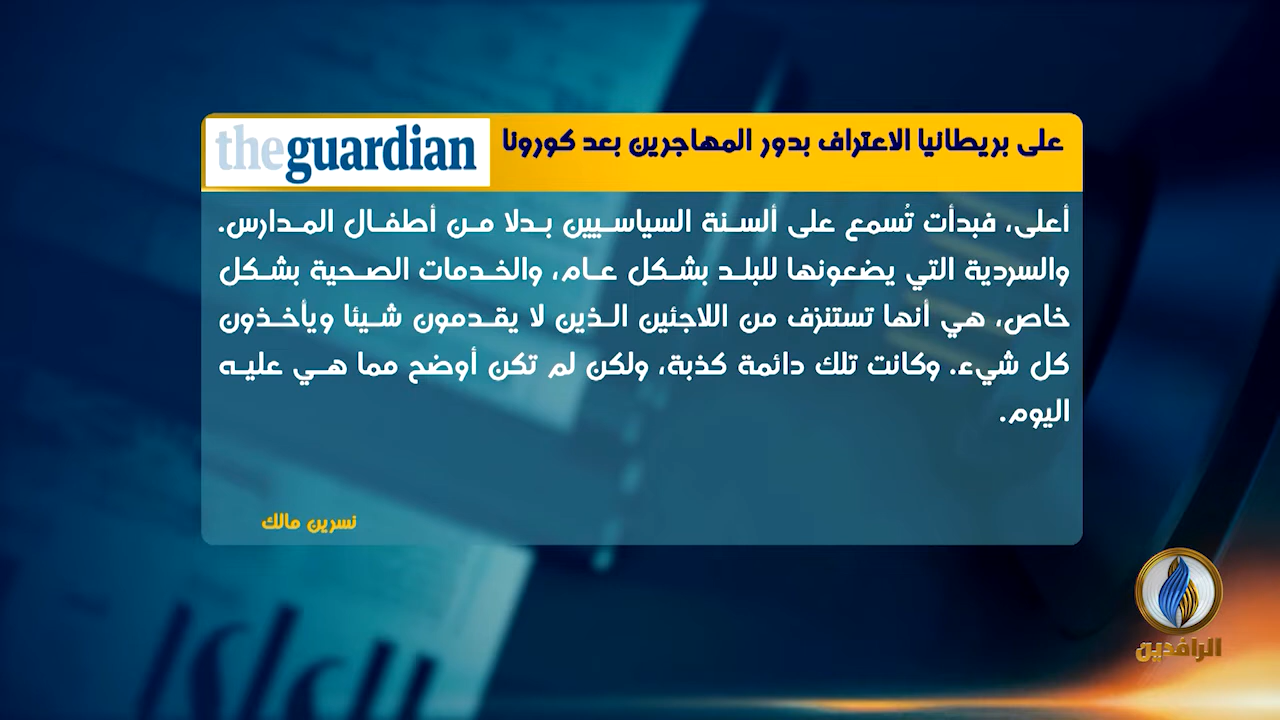 على بريطانيا الاعتراف بدور المهاجرين بعد كورونا
theguardian
أعلى، فبدأت تُسمع على ألسنة السياسيين بدلا من أطفال المدارس.
والسردية التي يضعونها للبلد بشكل عام، والخدمات الصحية بشكل
خاص، هي أنها تستنزف من اللاجئين الذين لا يقدمون شيئا ويأخذون
كل شيء. وكانت تلك دائمة كذبة، ولكن لم تكن أوضح مما هي عليه
اليوم.
نسرين مالك
الرافدين